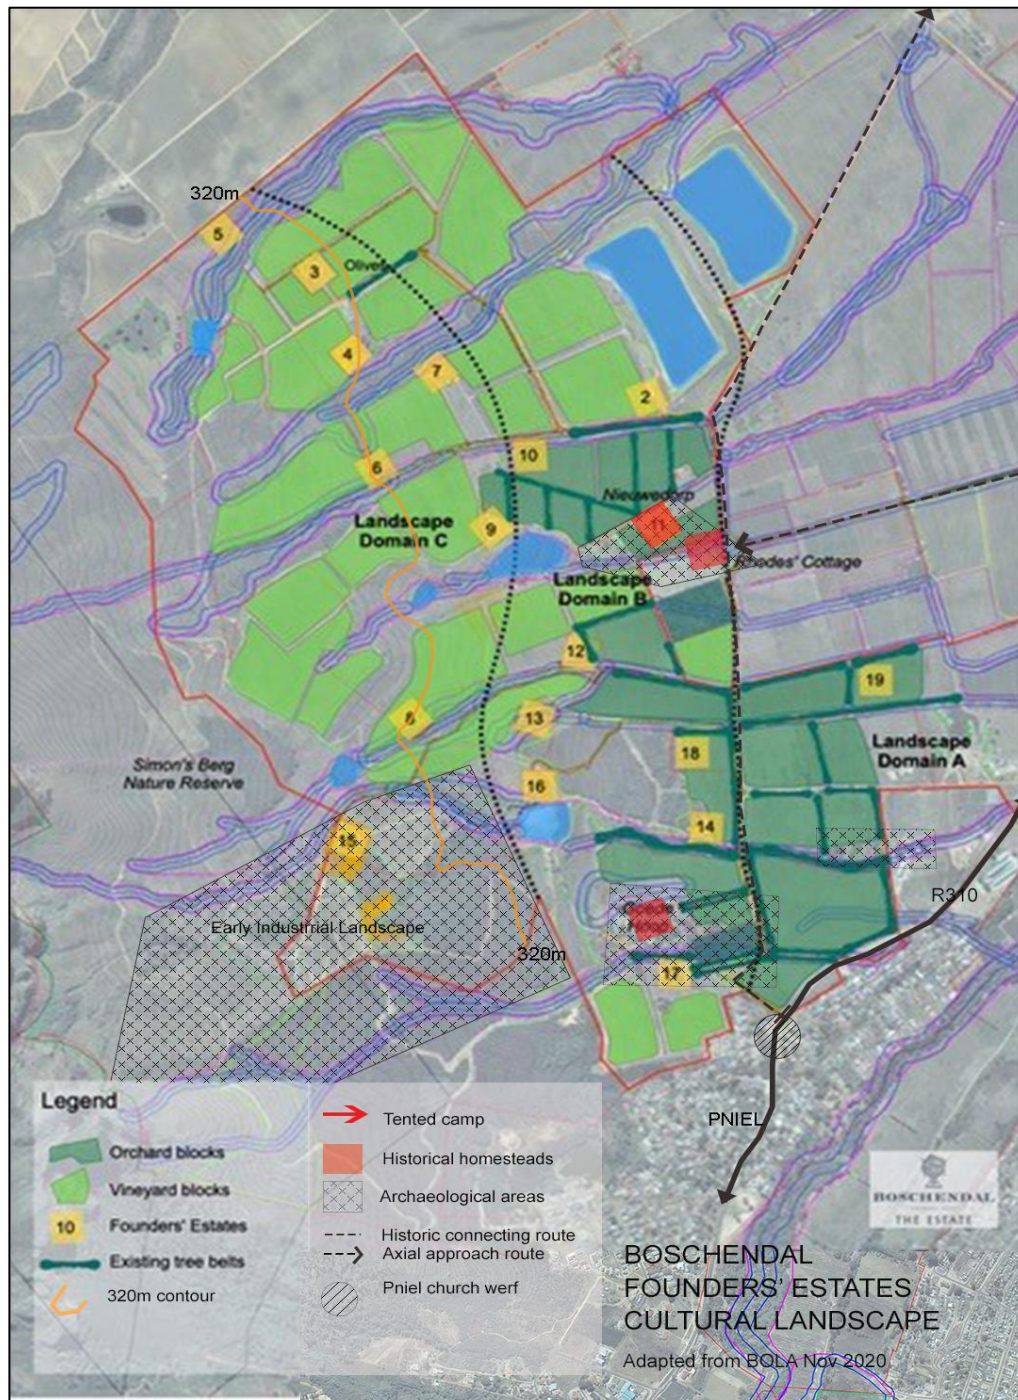 320m
5
3
Olives
4
7
2
6
10
Nieuwedorp
11
9
Landscape
Domain C
Rhodes' Cottage
Landscape
Domain B
12
19
8
13
18
Landscape
Domain A
Simon's Berg
Nature Reserve
16
14
15
R310
Early Industrial Landscape
320m
17
PNIEL
Legend
Orchard blocks
Vineyard blocks
10
Founders' Estates
Existing tree belts
320m contour
Tented camp
Historical homesteads
Archaeological areas
Historic connecting route
Axial approach route
Pniel church werf
BOSCHENDAL
THE ESTATE
BOSCHENDAL
FOUNDERS' ESTATES
CULTURAL LANDSCAPE
Adapted from BOLA Nov 2020